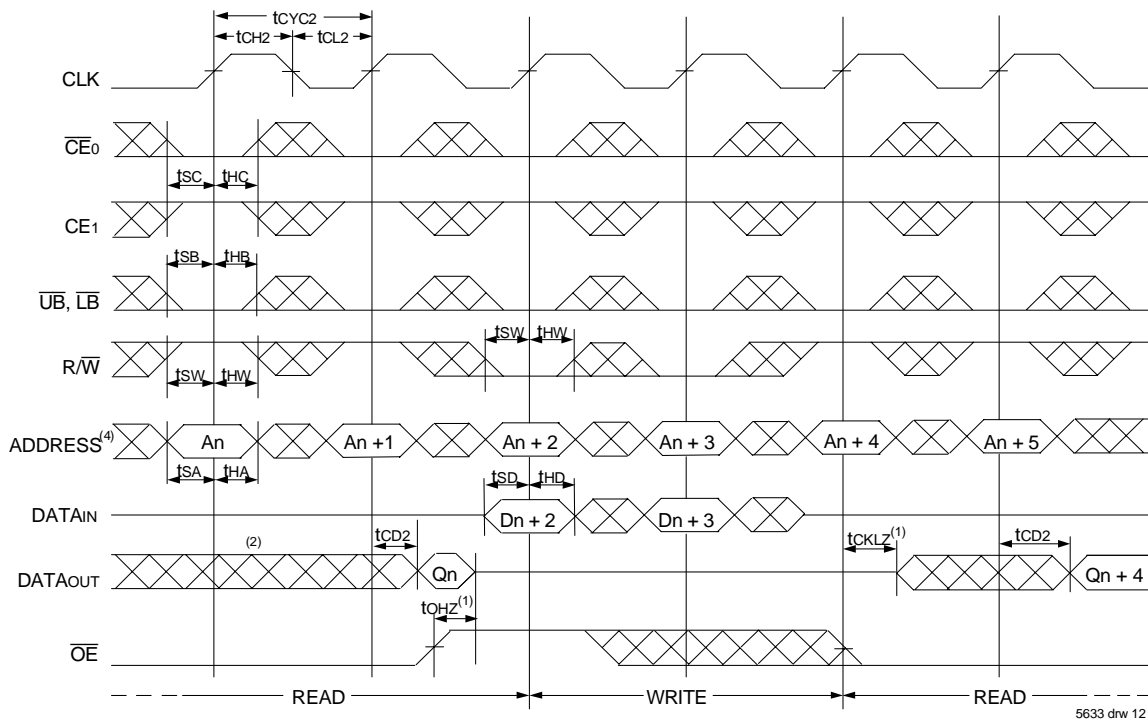 tCYC2
tCH2 tCL2
CLK
CE0
tSC tHC
CE1
tSB tHB
UB, LB
tSW tHW
R/W
tSW tHW
ADDRESS(4) An An +1 An + 2 An + 3 An + 4 An + 5
tSA tHA
tSD tHD
DATAIN Dn + 2 Dn + 3
(2) tCD2 tCKLZ(1) tCD2
DATAOUT Qn Qn + 4
tOHZ(1)
OE
READ WRITE READ
5633 drw 12